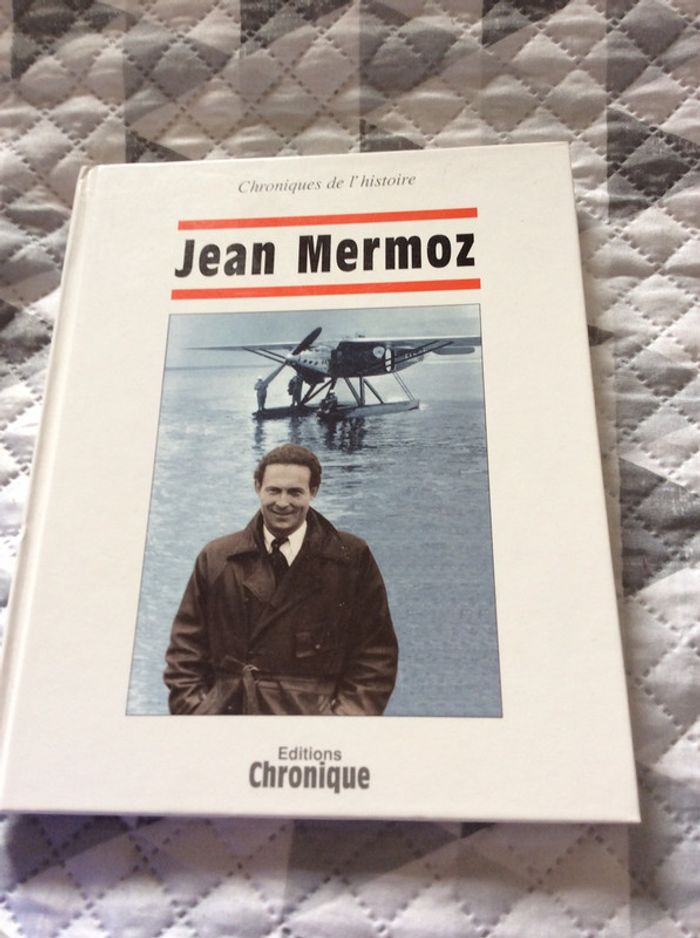 Chroniques de l'histoire
Jean Mermoz
Editions
Chronique